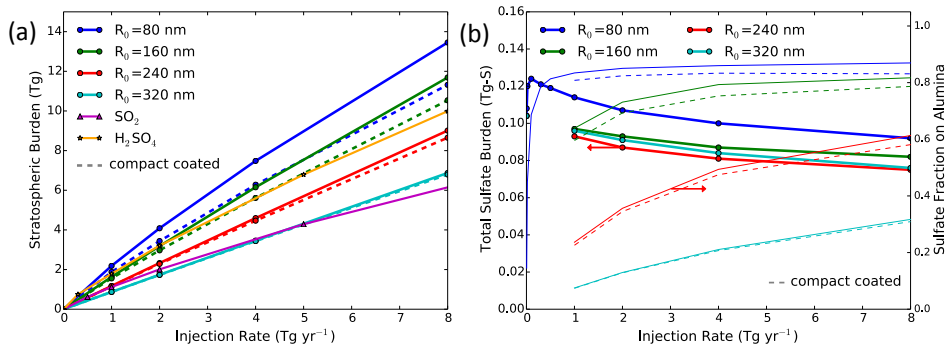 (a)
R₀=80 nm
R₀=160 nm
R₀=240 nm
R₀=320 nm
SO₂
H₂SO₄
compact coated
Stratospheric Burden (Tg)
14
12
10
8
6
4
2
0
0 1 2 3 4 5 6 7 8
Injection Rate (Tg yr⁻¹)
(b)
R₀=80 nm R₀=240 nm
R₀=160 nm R₀=320 nm
compact coated
Total Sulfate Burden (Tg-S)
0.16
0.14
0.12
0.10
0.08
0.06
0.04
0.02
0.00
0 1 2 3 4 5 6 7 8
Injection Rate (Tg yr⁻¹)
1.0
0.8
0.6
0.4
0.2
0.0
Sulfate Fraction on Alumina